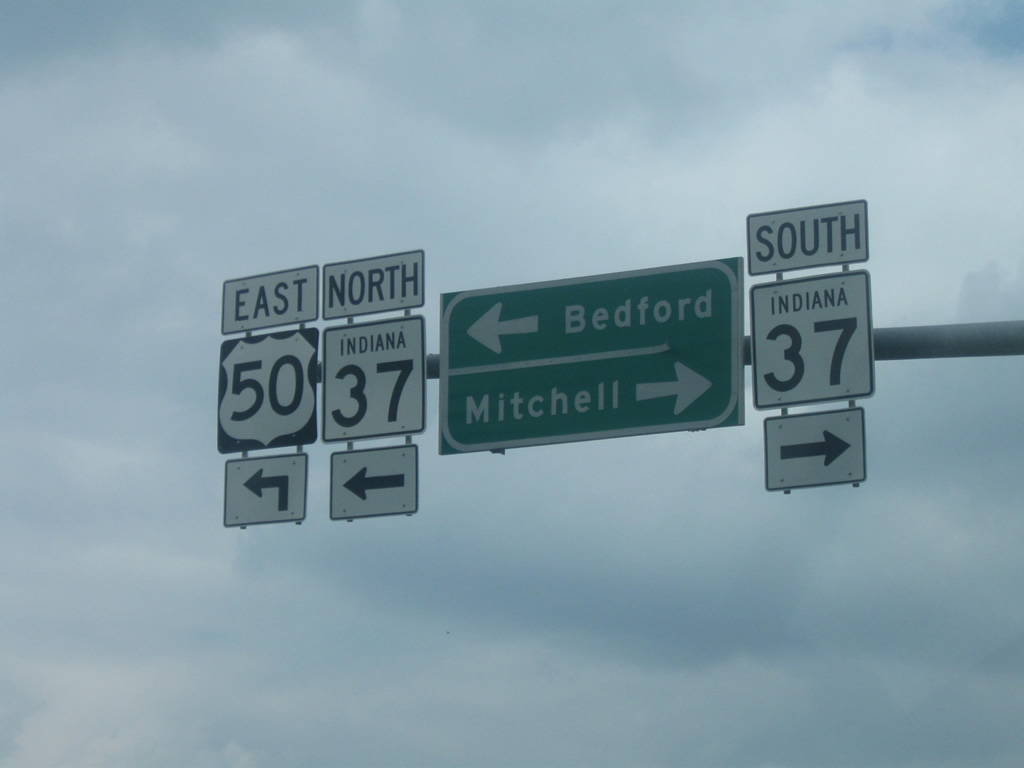 EAST
50
NORTH
INDIANA
37
Bedford
Mitchell
SOUTH
INDIANA
37